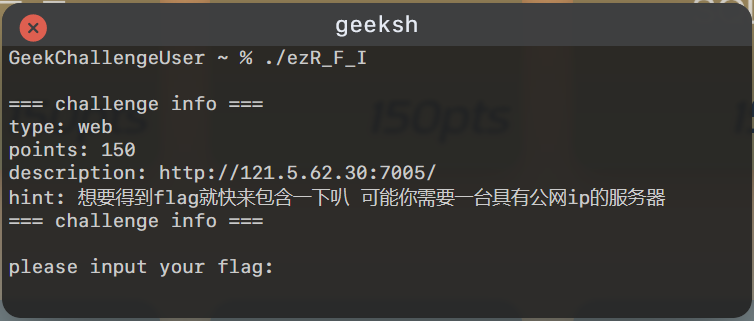 geeksh
GeekChallengeUser ~ % ./ezR_F_I
=== challenge info ===
type: web
points: 150
description: http://121.5.62.30:7005/
hint: 想要得到flag就快来包含一下叭 可能你需要一台具有公网ip的服务器
=== challenge info ===
please input your flag:
150pts